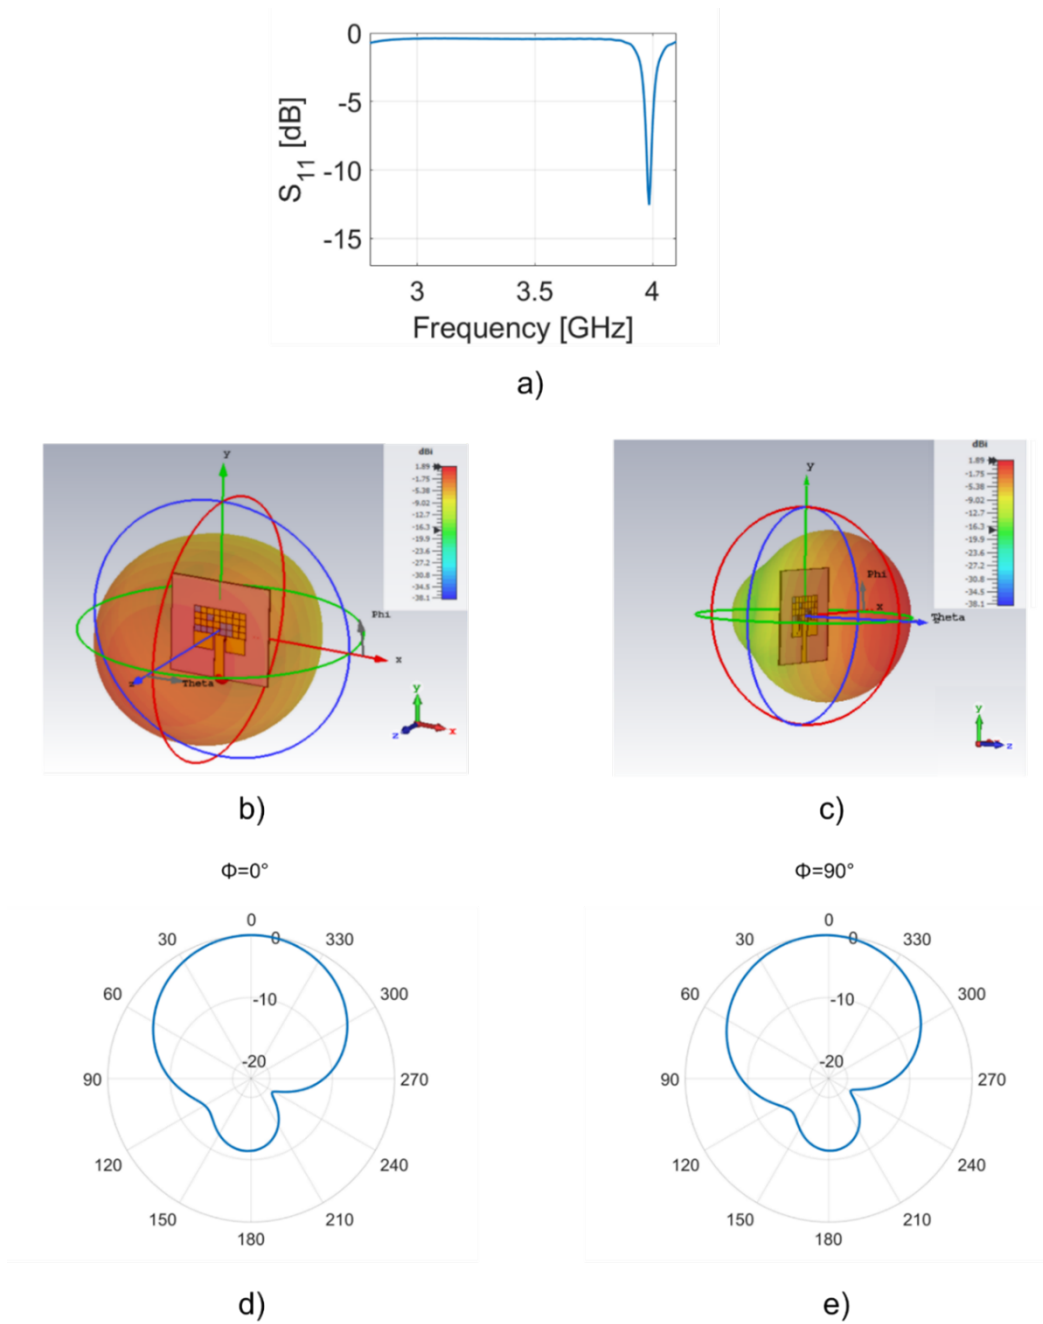 0
-5
-10
-15
S11 [dB]
3 3.5 4
Frequency [GHz]
a)
dBi
1.89
-1.75
-5.38
-9.02
-12.7
-16.3
-19.9
-23.6
-27.2
-30.8
-34.5
-38.1
y
Phi
x
z
Theta
y
z
x
b)
dBi
1.89
-1.75
-5.38
-9.02
-12.7
-16.3
-19.9
-23.6
-27.2
-30.8
-34.5
-38.1
y
Phi
x
Theta
y
z
c)
Φ=0°
0
30 0 330
60 -10 300
-20
90 270
120 240
150 210
180
d)
Φ=90°
0
30 0 330
60 -10 300
-20
90 270
120 240
150 210
180
e)